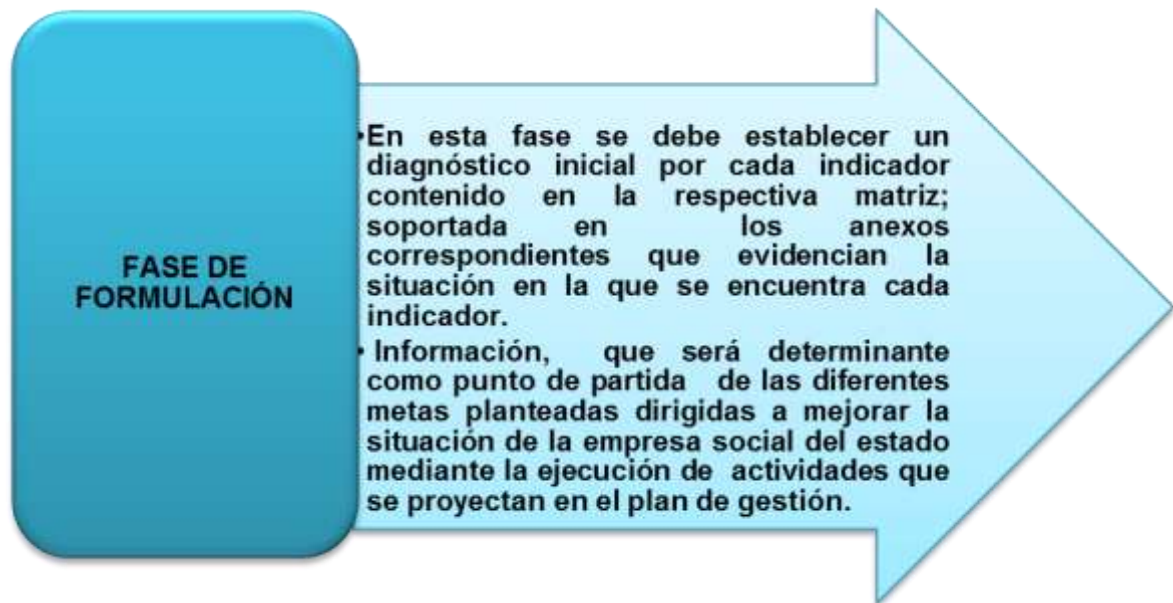 FASE DE
FORMULACIÓN
•En esta fase se debe establecer un
diagnóstico inicial por cada indicador
contenido en la respectiva matriz;
soportada en los anexos
correspondientes que evidencian la
situación en la que se encuentra cada
indicador.
• Información, que será determinante
como punto de partida de las diferentes
metas planteadas dirigidas a mejorar la
situación de la empresa social del estado
mediante la ejecución de actividades que
se proyectan en el plan de gestión.